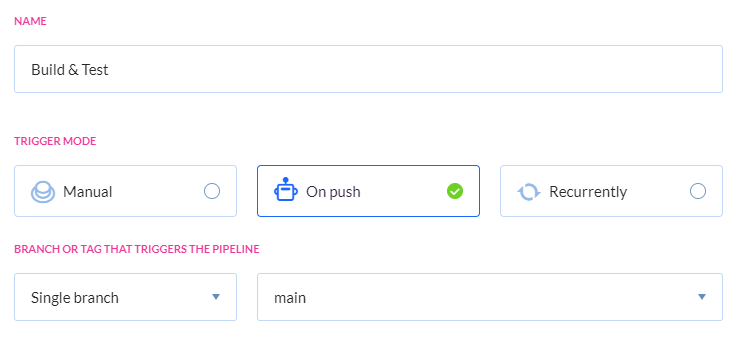 NAME
Build & Test
TRIGGER MODE
Manual
On push
Recurrently
BRANCH OR TAG THAT TRIGGERS THE PIPELINE
Single branch
main